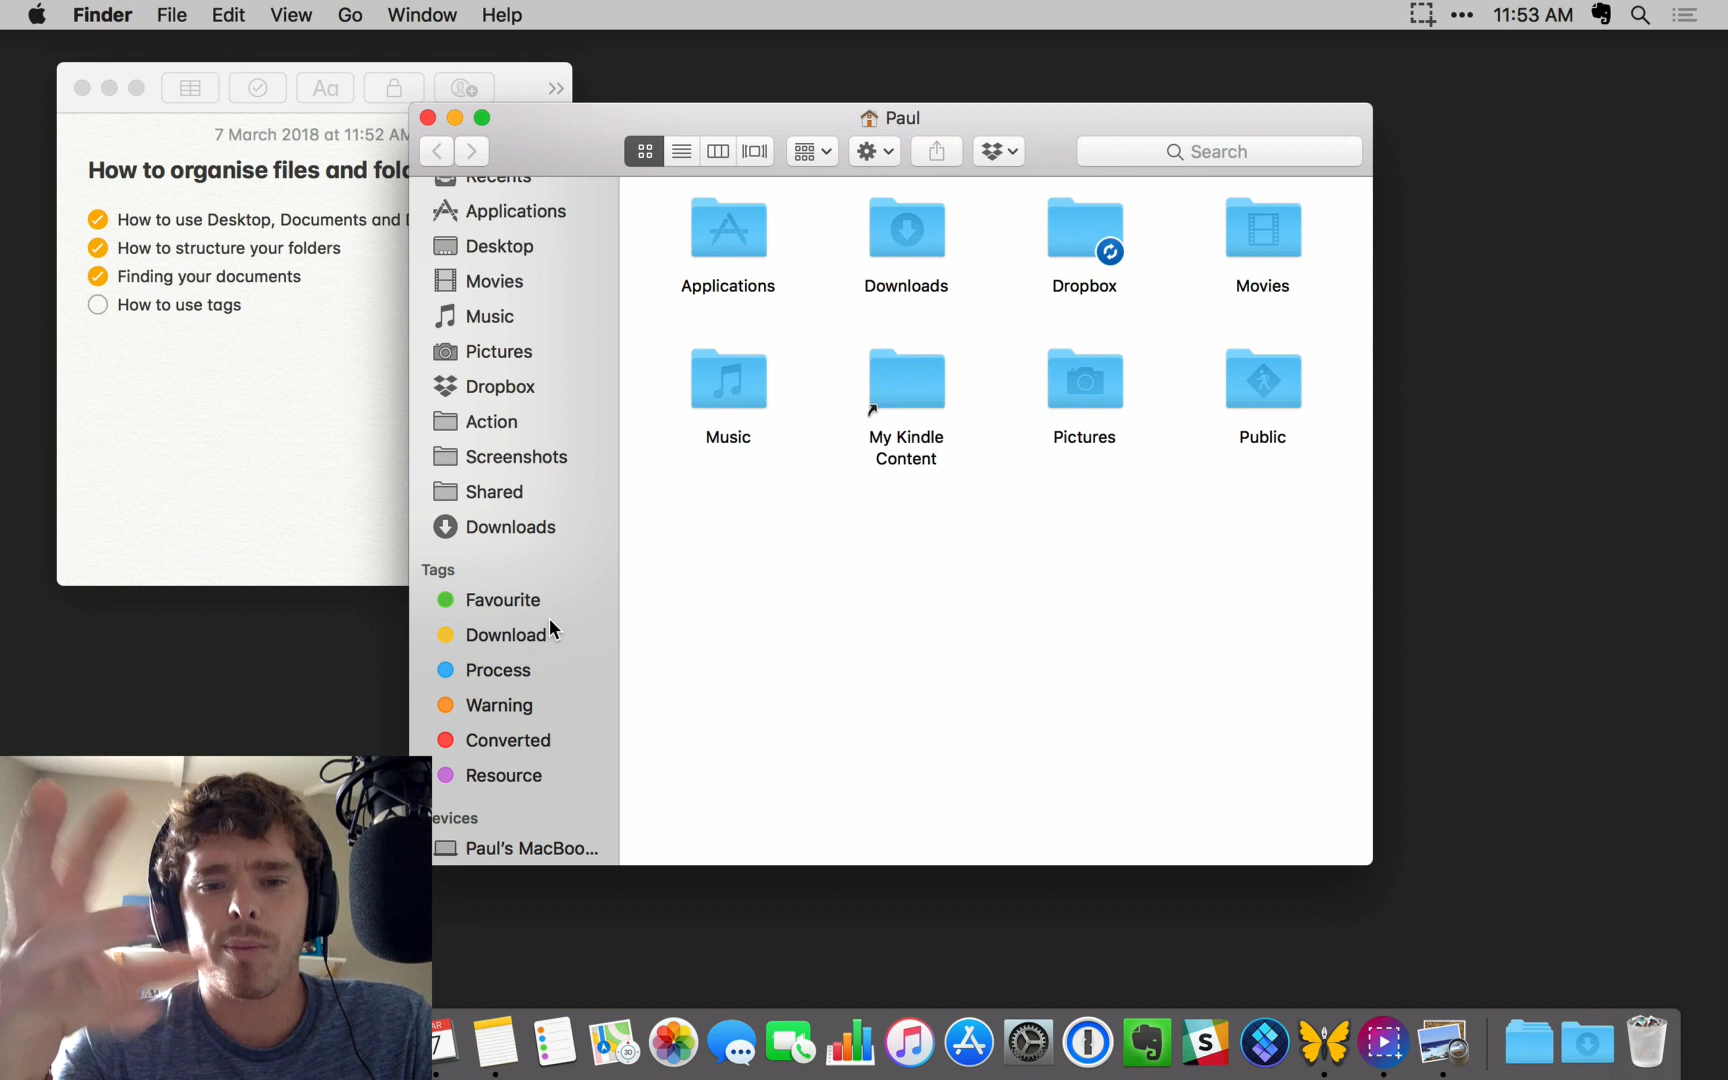 Finder File Edit View Go Window Help 11:53 AM
7 March 2018 at 11:52 AM
How to organise files and fol
How to use Desktop, Documents and
How to structure your folders
Finding your documents
How to use tags
Paul
Search
Recents
Applications
Desktop
Movies
Music
Pictures
Dropbox
Action
Screenshots
Shared
Downloads
Tags
Favourite
Download
Process
Warning
Converted
Resource
evices
Paul's MacBoo...
Applications Downloads Dropbox Movies
Music My Kindle Content Pictures Public
Aa
7
3D
S